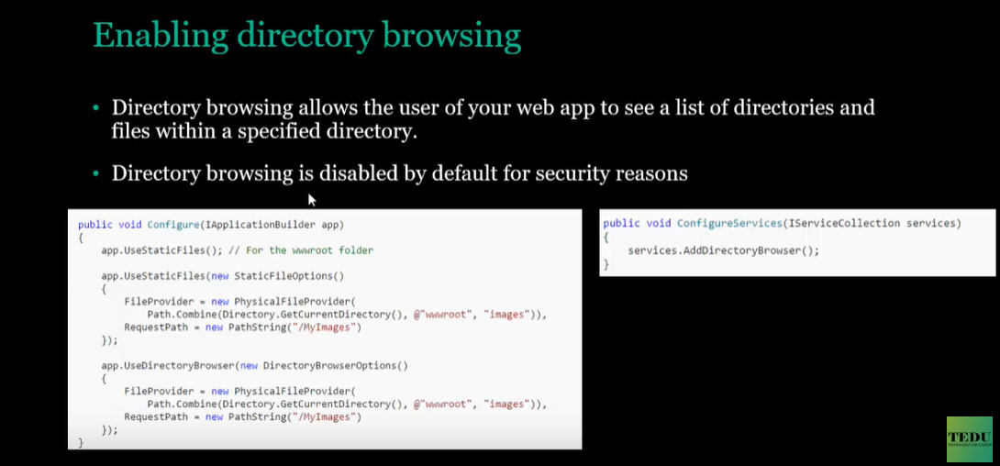 Enabling directory browsing
• Directory browsing allows the user of your web app to see a list of directories and
files within a specified directory.
• Directory browsing is disabled by default for security reasons
public void Configure(IApplicationBuilder app)
{
    app.UseStaticFiles(); // For the wwwroot folder
    app.UseStaticFiles(new StaticFileOptions()
    {
        FileProvider = new PhysicalFileProvider(
            Path.Combine(Directory.GetCurrentDirectory(), @"wwwroot", "images")),
        RequestPath = new PathString("/MyImages")
    });
    app.UseDirectoryBrowser(new DirectoryBrowserOptions()
    {
        FileProvider = new PhysicalFileProvider(
            Path.Combine(Directory.GetCurrentDirectory(), @"wwwroot", "images")),
        RequestPath = new PathString("/MyImages")
    });
}
public void ConfigureServices(IServiceCollection services)
{
    services.AddDirectoryBrowser();
}
TEDU